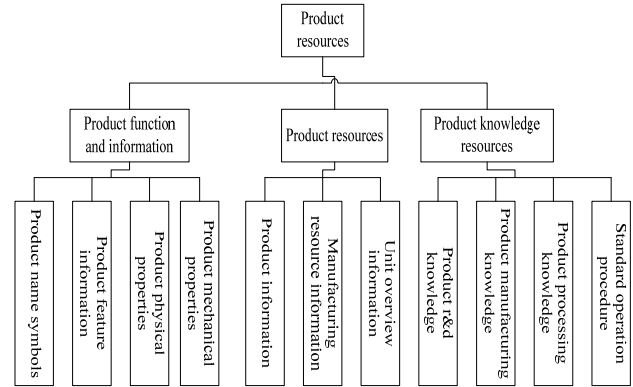 Product
resources
Product function
and information
Product resources
Product knowledge
resources
Product name symbols
Product feature
information
Product physical
properties
Product mechanical
properties
Product information
Manufacturing
resource information
Unit overview
information
Product r&d
knowledge
Product manufacturing
knowledge
Product processing
knowledge
Standard operation
procedure